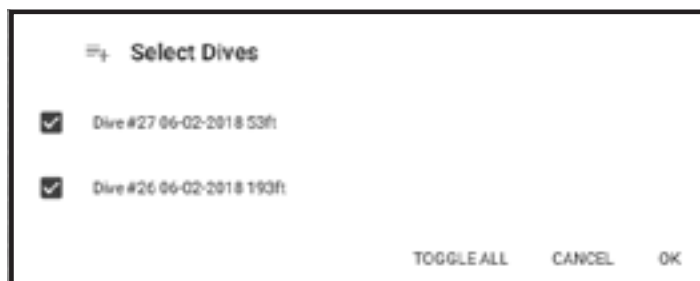 Select Dives
Dive #27 06-02-2018 53ft
Dive #26 06-02-2018 193ft
TOGGLE ALL CANCEL OK